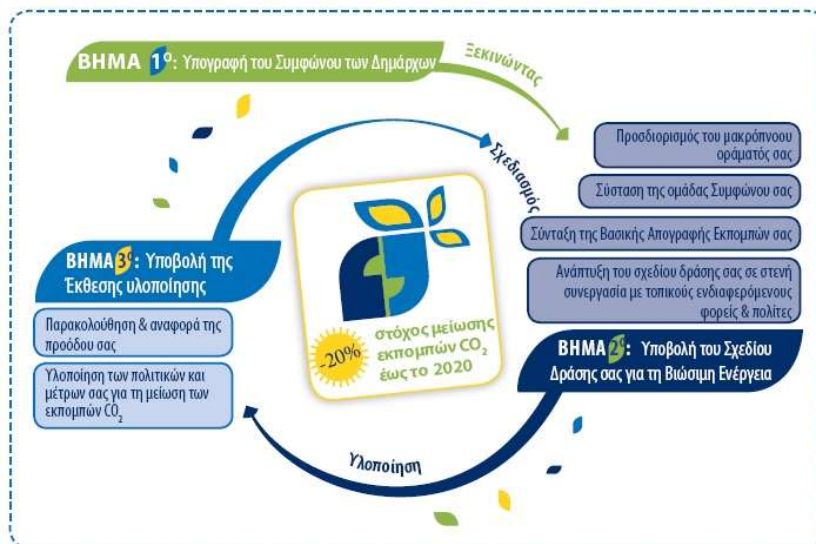 ΒΗΜΑ 1º: Υπογραφή του Συμφώνου των Δημάρχων
Ξεκινώντας
Σχεδιασμός
Προσδιορισμός του μακρόπνοου
οράματός σας
Σύσταση της ομάδας Συμφώνου σας
Σύνταξη της Βασικής Απογραφής Εκπομπών σας
Ανάπτυξη του σχεδίου δράσης σας σε στενή
συνεργασία με τοπικούς ενδιαφερόμενους
φορείς & πολίτες
ΒΗΜΑ 2º: Υποβολή του Σχεδίου
Δράσης σας για τη Βιώσιμη Ενέργεια
Υλοποίηση
ΒΗΜΑ 3º: Υποβολή της
Έκθεσης υλοποίησης
Παρακολούθηση & αναφορά της
προόδου σας
Υλοποίηση των πολιτικών και
μέτρων σας για τη μείωση των
εκπομπών CO₂
-20%
στόχος μείωσης
εκπομπών CO₂
έως το 2020